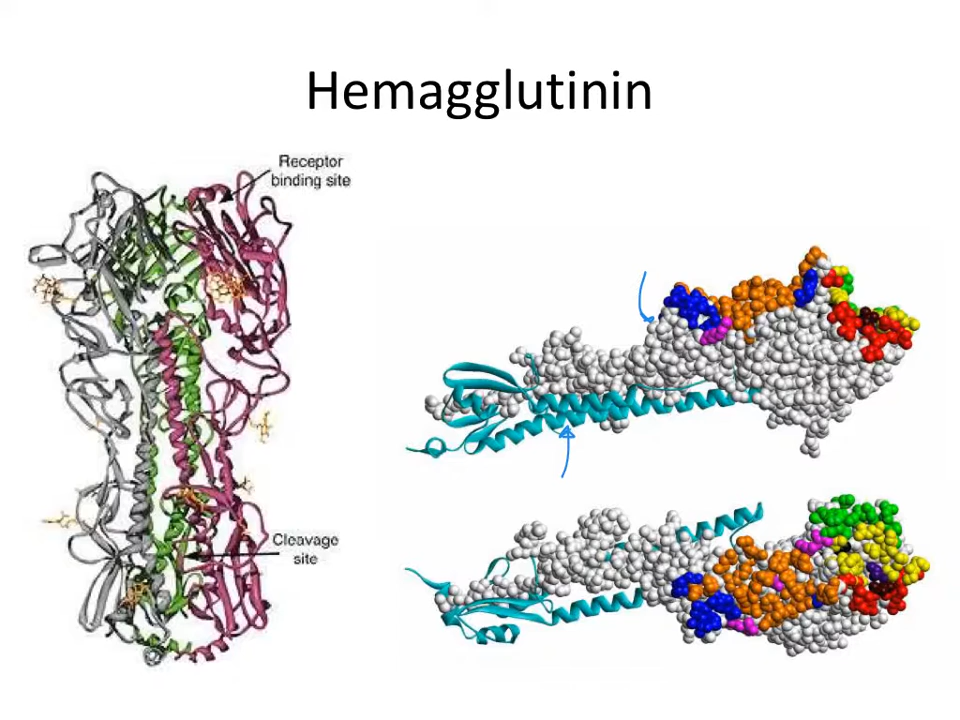 Hemagglutinin
Receptor
binding site
Cleavage
site